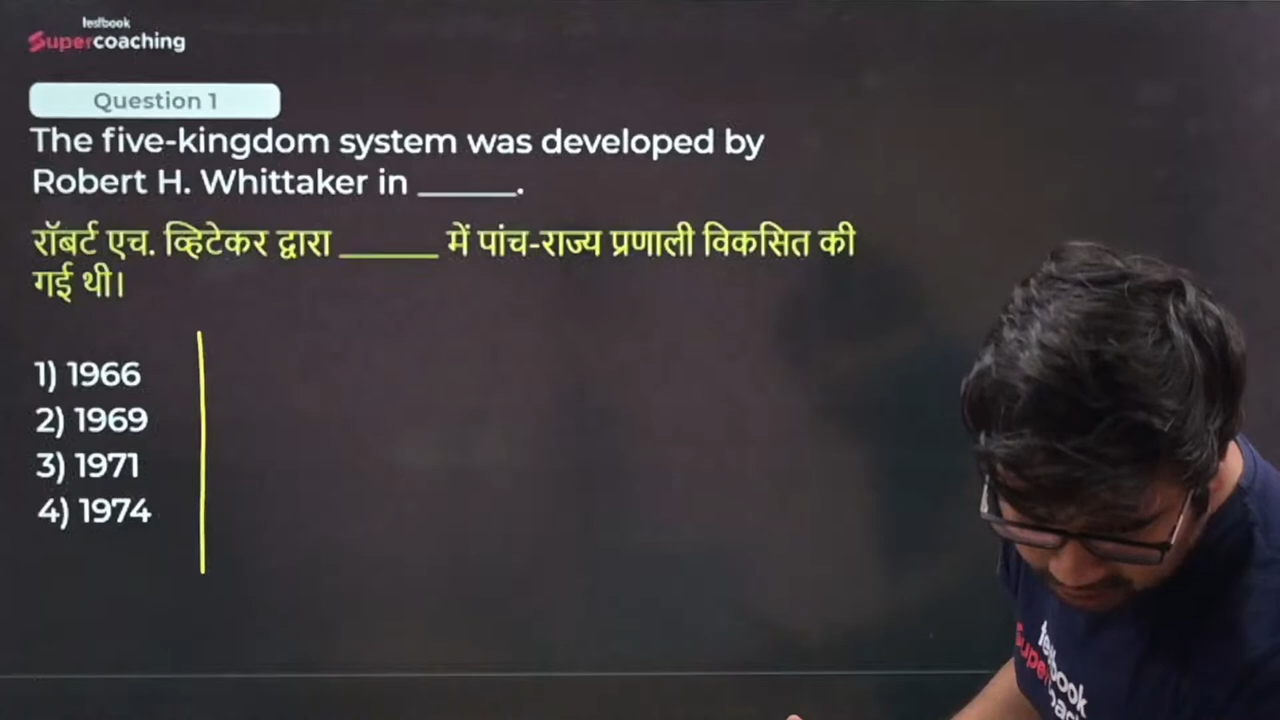 testbook
Supercoaching
Question 1
The five-kingdom system was developed by
Robert H. Whittaker in ______.
रॉबर्ट एच. व्हिटेकर द्वारा ______ में पांच-राज्य प्रणाली विकसित की
गई थी।
1) 1966
2) 1969
3) 1971
4) 1974
testbook